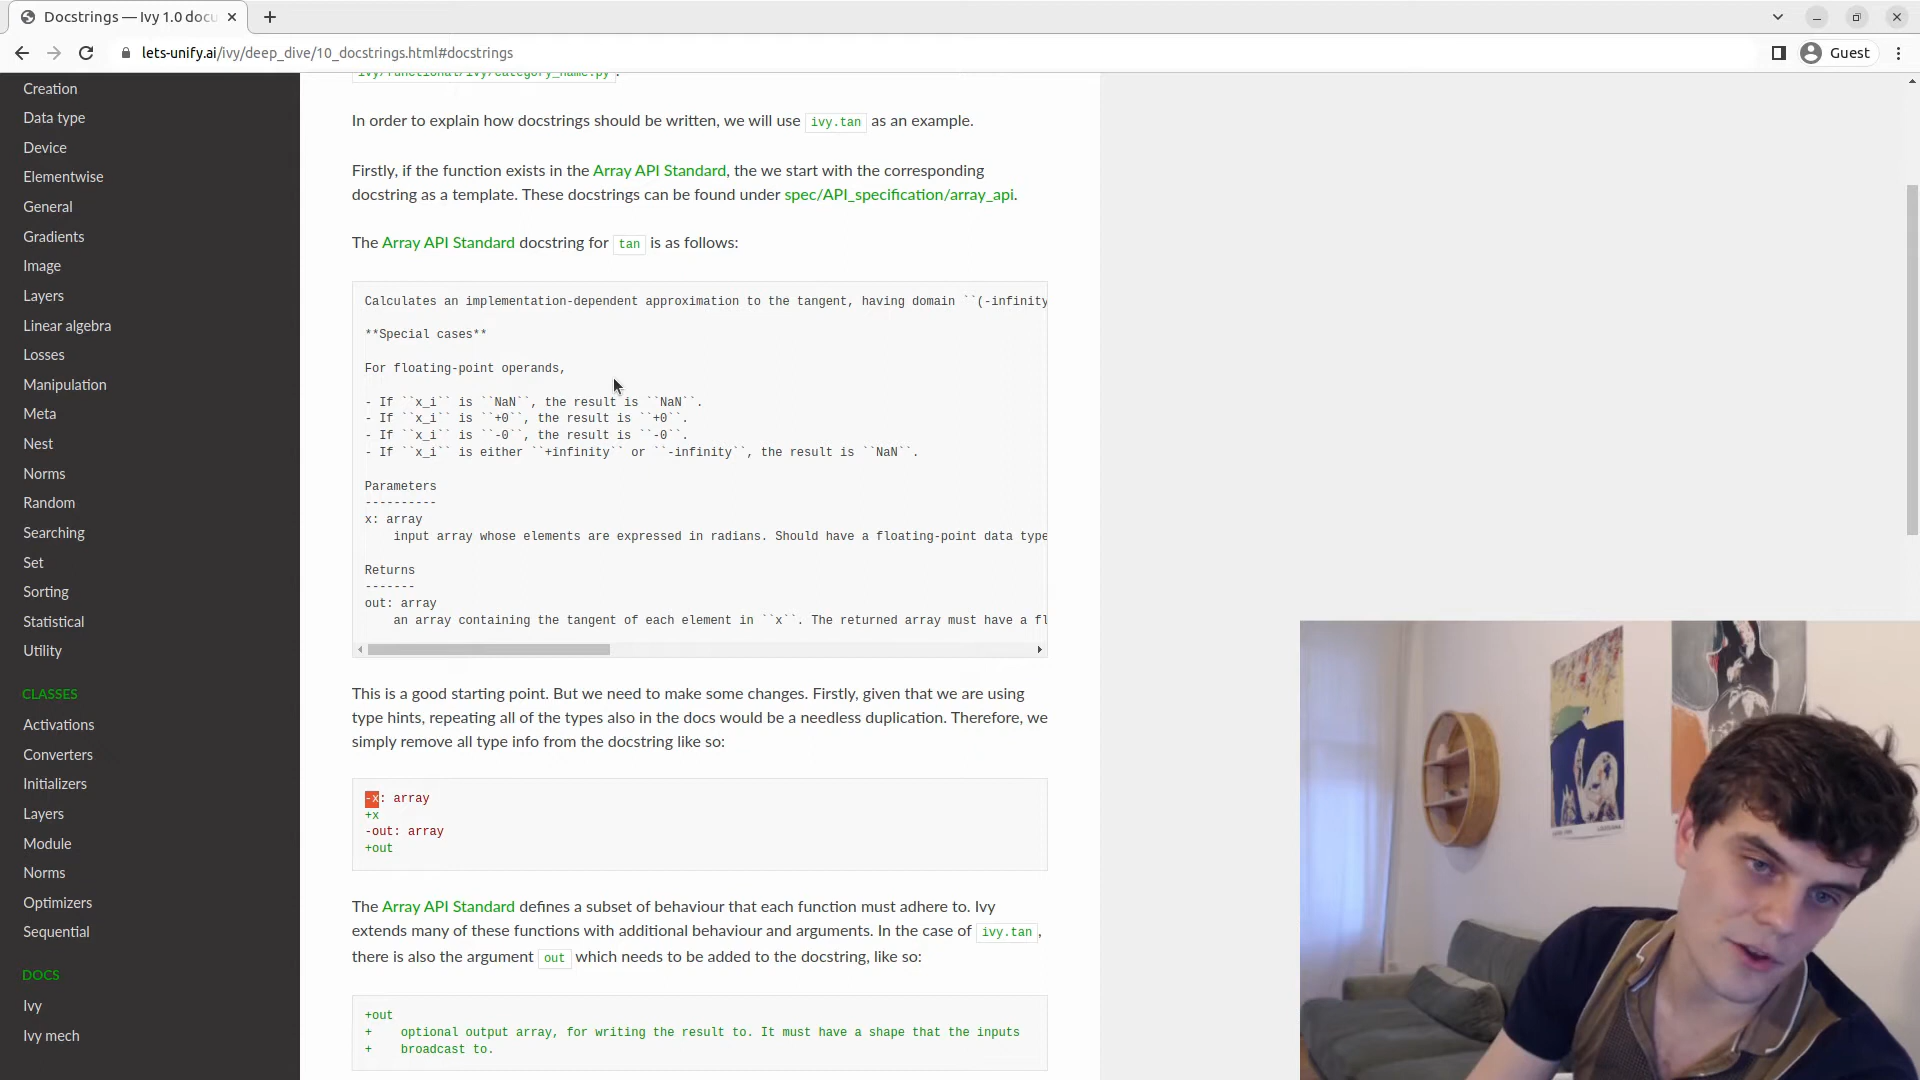 Docstrings — Ivy 1.0 docu
lets-unify.ai/ivy/deep_dive/10_docstrings.html#docstrings
Guest
Creation
Data type
Device
Elementwise
General
Gradients
Image
Layers
Linear algebra
Losses
Manipulation
Meta
Nest
Norms
Random
Searching
Set
Sorting
Statistical
Utility
CLASSES
Activations
Converters
Initializers
Layers
Module
Norms
Optimizers
Sequential
DOCS
Ivy
Ivy mech
ivy/functional/ivy/category_name.py .
In order to explain how docstrings should be written, we will use ivy.tan as an example.
Firstly, if the function exists in the Array API Standard, the we start with the corresponding
docstring as a template. These docstrings can be found under spec/API_specification/array_api.
The Array API Standard docstring for tan is as follows:
Calculates an implementation-dependent approximation to the tangent, having domain ``(-infinity
**Special cases**
For floating-point operands,
- If ``x_i`` is ``NaN``, the result is ``NaN``.
- If ``x_i`` is ``+0``, the result is ``+0``.
- If ``x_i`` is ``-0``, the result is ``-0``.
- If ``x_i`` is either ``+infinity`` or ``-infinity``, the result is ``NaN``.
Parameters
----------
x: array
input array whose elements are expressed in radians. Should have a floating-point data type
Returns
-------
out: array
an array containing the tangent of each element in ``x``. The returned array must have a fl
This is a good starting point. But we need to make some changes. Firstly, given that we are using
type hints, repeating all of the types also in the docs would be a needless duplication. Therefore, we
simply remove all type info from the docstring like so:
-x: array
+x
-out: array
+out
The Array API Standard defines a subset of behaviour that each function must adhere to. Ivy
extends many of these functions with additional behaviour and arguments. In the case of ivy.tan ,
there is also the argument out which needs to be added to the docstring, like so:
+out
+    optional output array, for writing the result to. It must have a shape that the inputs
+    broadcast to.